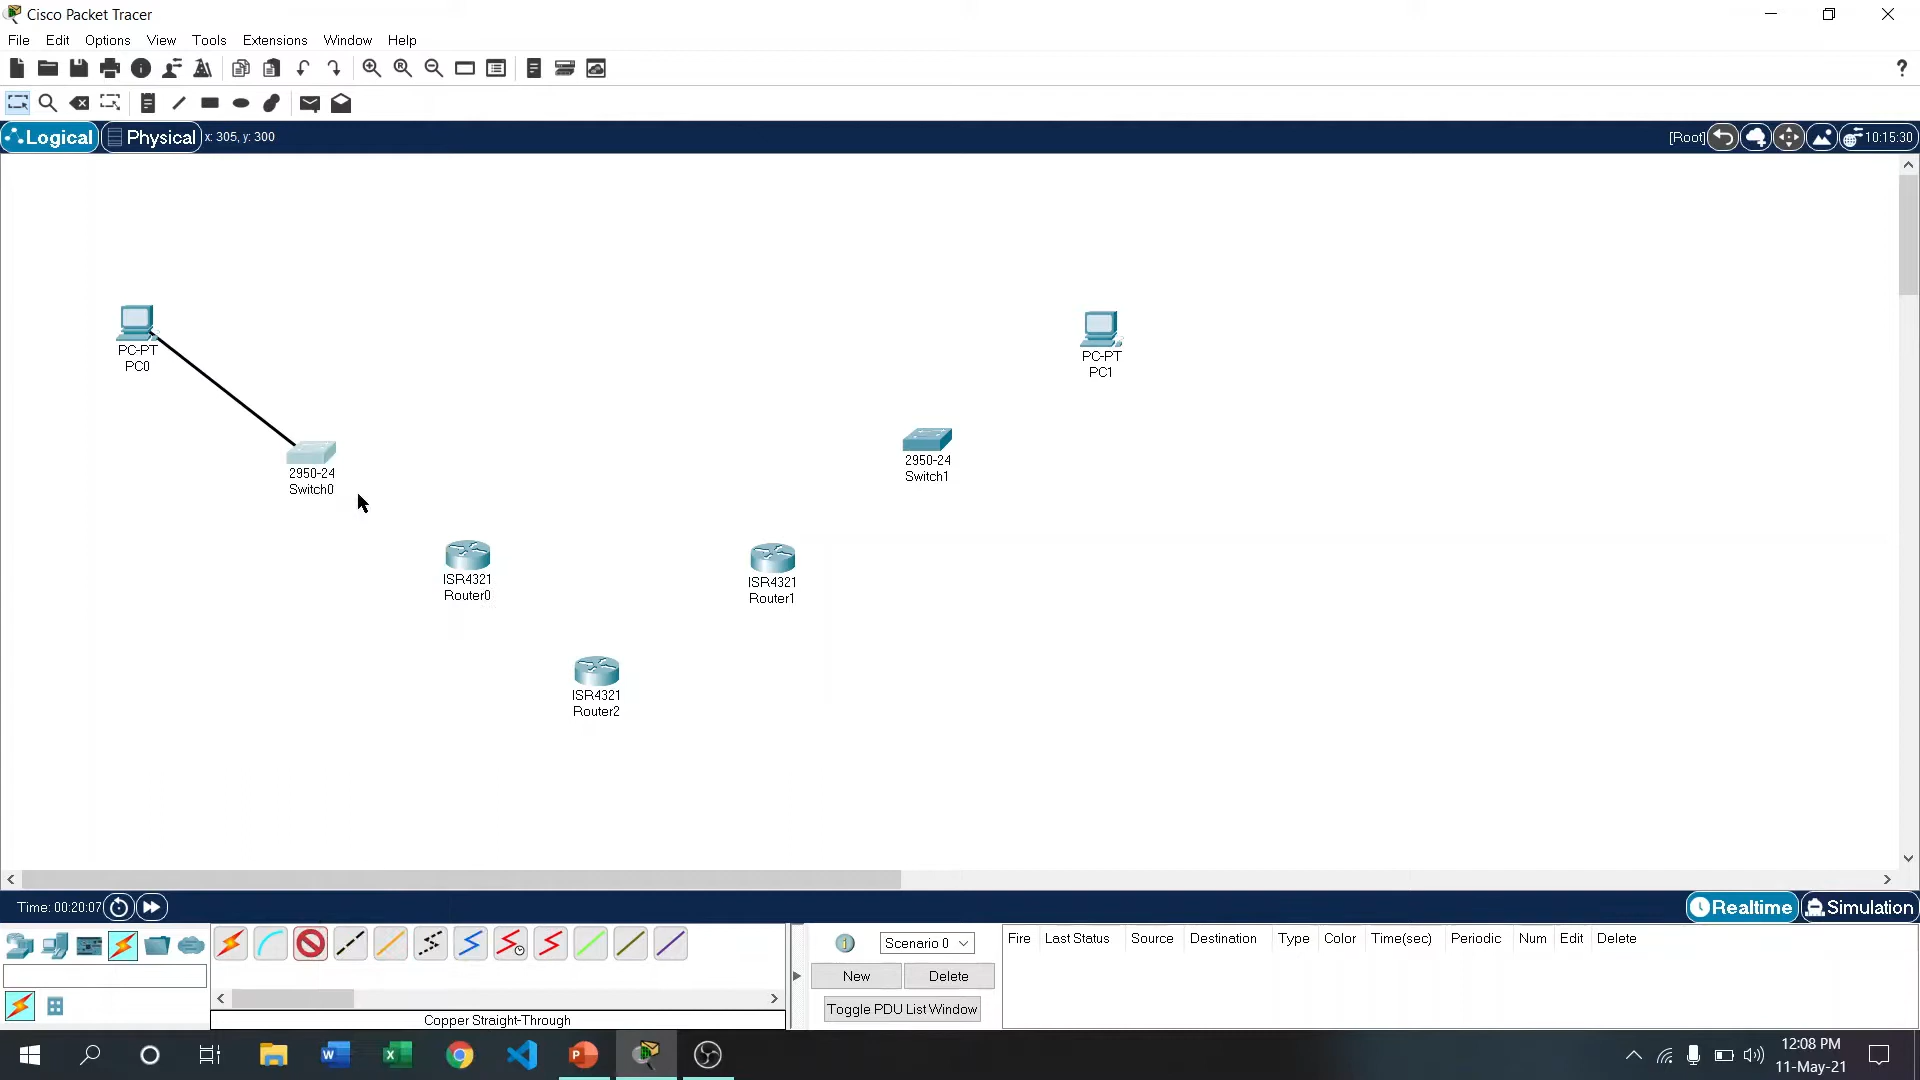 Cisco Packet Tracer
File Edit Options View Tools Extensions Window Help
?
Logical Physical x: 305, y: 300 [Root] 10:15:30
PC-PT
PC0
PC-PT
PC1
2950-24
Switch0
2950-24
Switch1
ISR4321
Router0
ISR4321
Router1
ISR4321
Router2
Time: 00:20:07 Realtime Simulation
1 Scenario 0 Fire Last Status Source Destination Type Color Time(sec) Periodic Num Edit Delete
New Delete
Toggle PDU List Window
Copper Straight-Through
12:08 PM
11-May-21